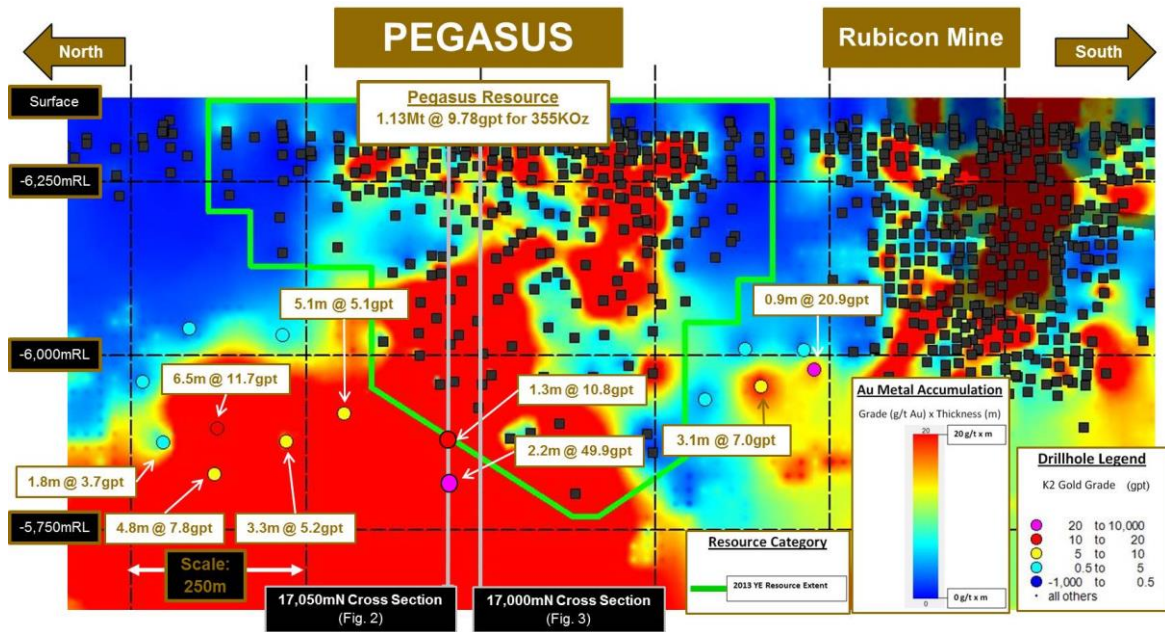 PEGASUS
Rubicon Mine
North
South
Surface
Pegasus Resource
1.13Mt @ 9.78gpt for 355KOz
-6,250mRL
5.1m @ 5.1gpt
0.9m @ 20.9gpt
-6,000mRL
6.5m @ 11.7gpt
1.3m @ 10.8gpt
3.1m @ 7.0gpt
2.2m @ 49.9gpt
1.8m @ 3.7gpt
4.8m @ 7.8gpt
3.3m @ 5.2gpt
-5,750mRL
Scale:
250m
17,050mN Cross Section
(Fig. 2)
17,000mN Cross Section
(Fig. 3)
Resource Category
2013 YE Resource Extent
Au Metal Accumulation
Grade (g/t Au) x Thickness (m)
20
20 g/t x m
0
0 g/t x m
Drillhole Legend
K2 Gold Grade (gpt)
20 to 10,000
10 to 20
5 to 10
0.5 to 5
-1,000 to 0.5
all others